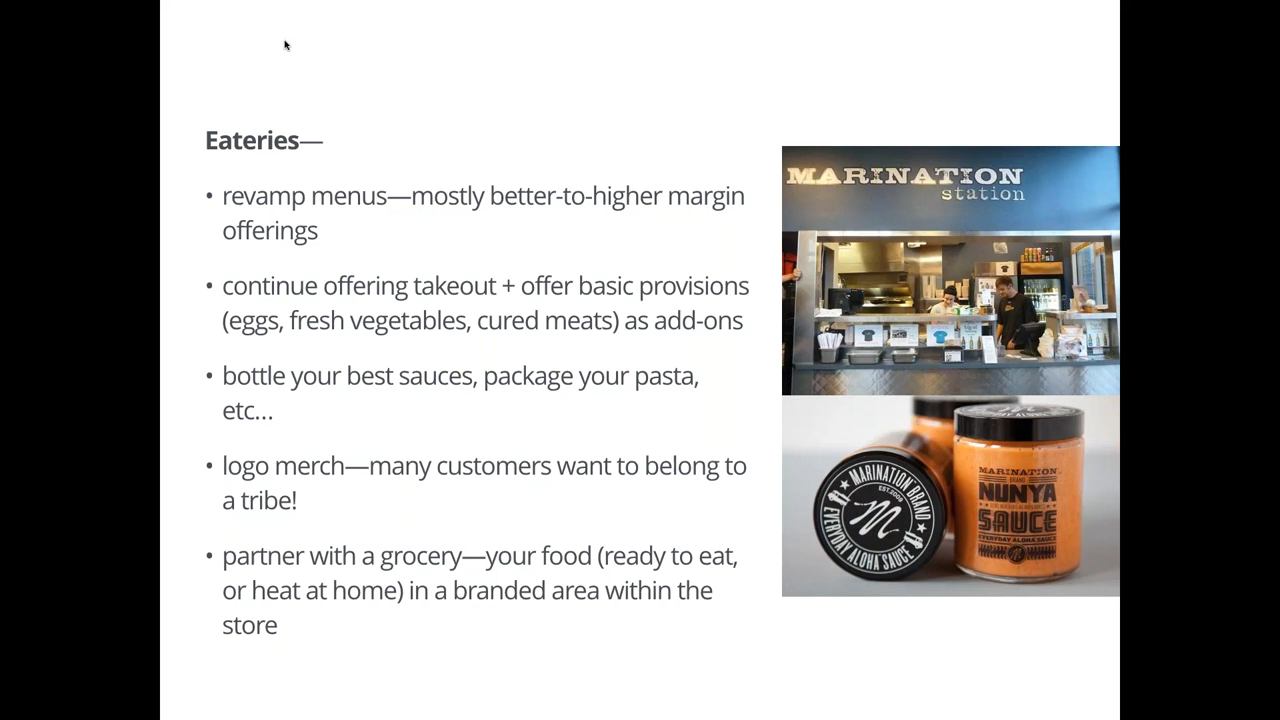 Eateries—
• revamp menus—mostly better-to-higher margin
offerings
• continue offering takeout + offer basic provisions
(eggs, fresh vegetables, cured meats) as add-ons
• bottle your best sauces, package your pasta,
etc...
• logo merch—many customers want to belong to
a tribe!
• partner with a grocery—your food (ready to eat,
or heat at home) in a branded area within the
store
MARINATION
station
MARINATION BRAND
EST. 2009
M
EVERYDAY ALOHA SAUCE
MARINATION
BRAND
NUNYA
SAUCE
EVERYDAY ALOHA SAUCE